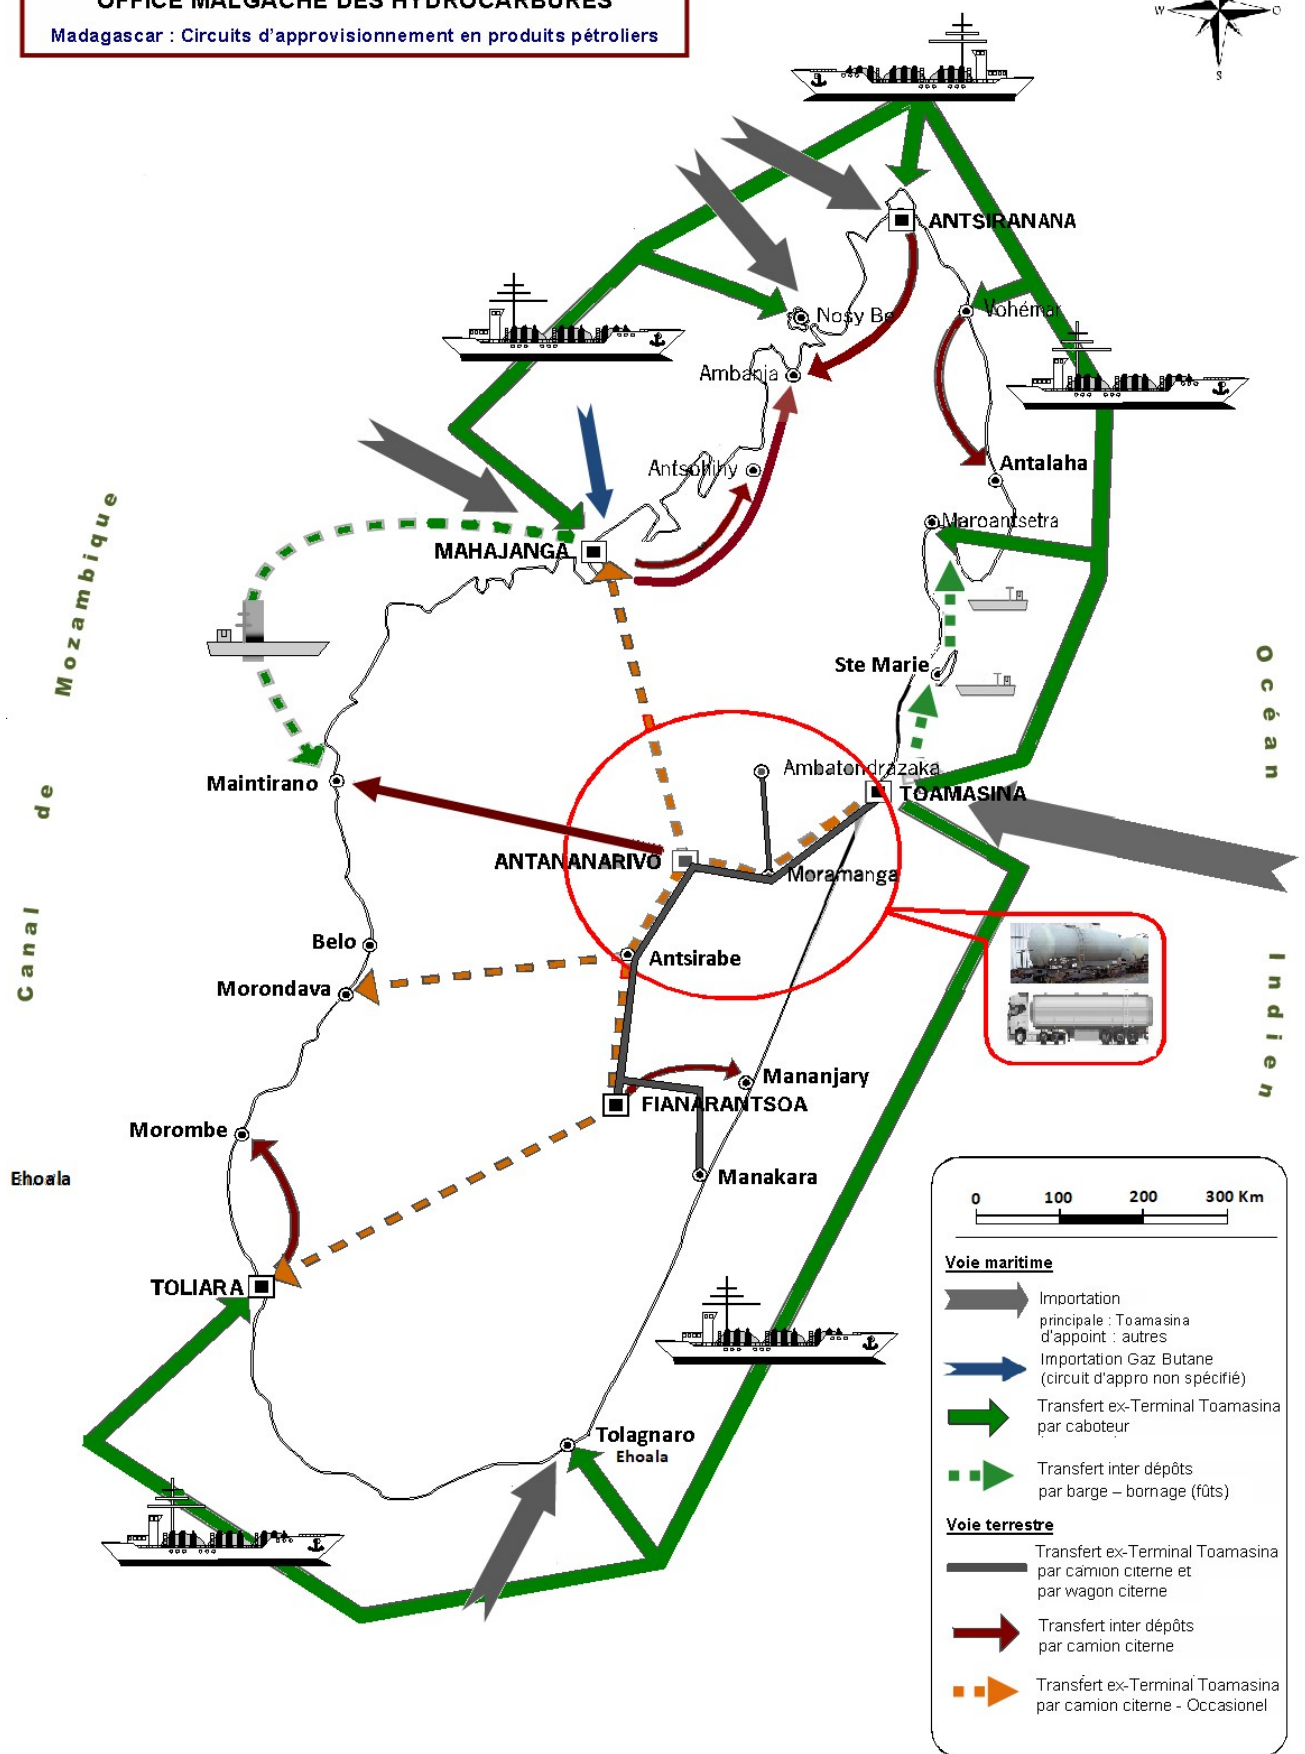 OFFICE MALGACHE DES HYDROCARBURES
Madagascar : Circuits d'approvisionnement en produits pétroliers
W
O
S
ANTSIRANANA
Nosy Be
Vohémar
Ambanja
Antsohihy
Antalaha
Maroantsetra
MAHAJANGA
Canal de Mozambique
Ste Marie
Océan Indien
Maintirano
Ambatondrazaka
TOAMASINA
ANTANANARIVO
Moramanga
Belo
Antsirabe
Morondava
Mananjary
FIANARANTSOA
Morombe
Ehoala
Manakara
TOLIARA
Tolagnaro
Ehoala
0 100 200 300 Km
Voie maritime
Importation
principale : Toamasina
d'appoint : autres
Importation Gaz Butane
(circuit d'appro non spécifié)
Transfert ex-Terminal Toamasina
par caboteur
Transfert inter dépôts
par barge – bornage (fûts)
Voie terrestre
Transfert ex-Terminal Toamasina
par camion citerne et
par wagon citerne
Transfert inter dépôts
par camion citerne
Transfert ex-Terminal Toamasina
par camion citerne - Occasionel